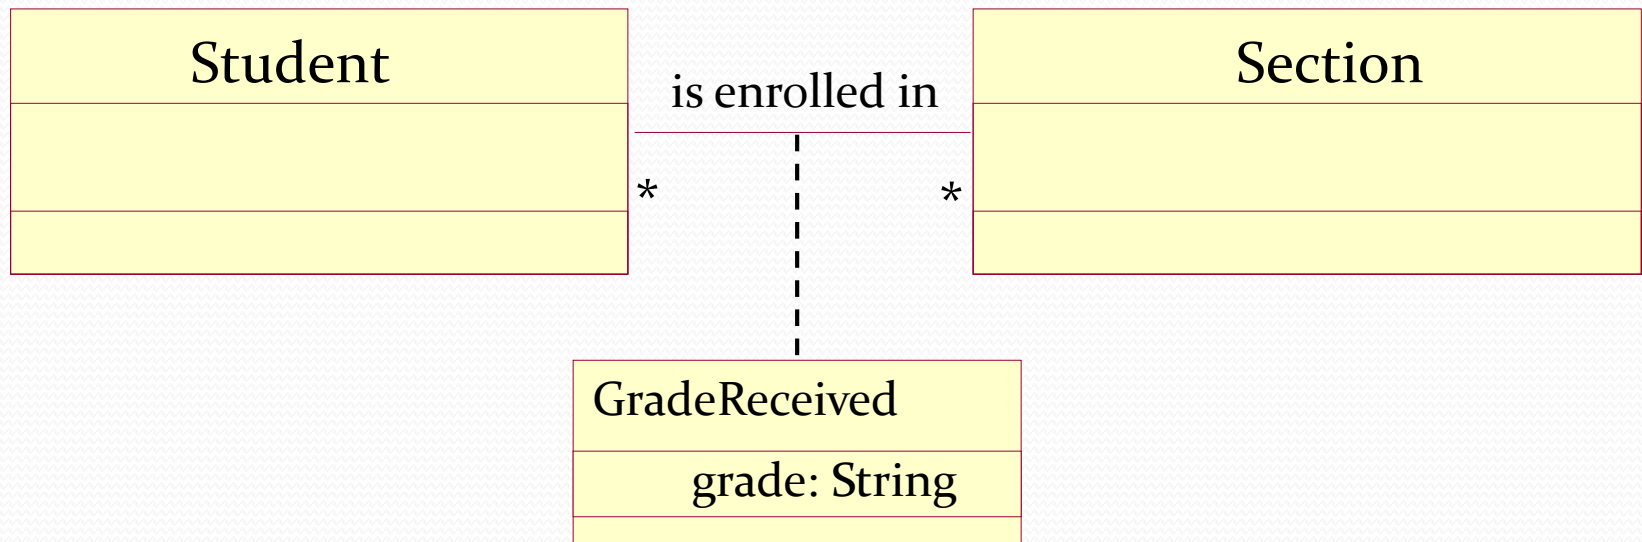 Student
is enrolled in
Section
*
*
GradeReceived
grade: String